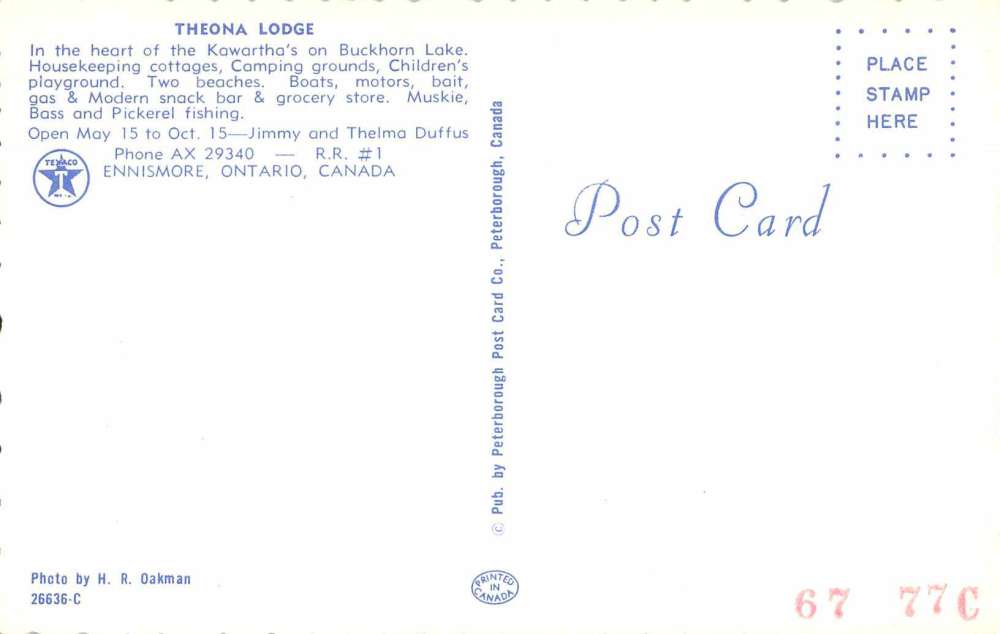 THEONA LODGE
In the heart of the Kawartha's on Buckhorn Lake.
Housekeeping cottages, Camping grounds, Children's
playground. Two beaches. Boats, motors, bait,
gas & Modern snack bar & grocery store. Muskie,
Bass and Pickerel fishing.
Open May 15 to Oct. 15—Jimmy and Thelma Duffus
Phone AX 29340 — R.R. #1
ENNISMORE, ONTARIO, CANADA
TEXACO
T
© Pub. by Peterborough Post Card Co., Peterborough, Canada
PLACE
STAMP
HERE
Post Card
Photo by H. R. Oakman
26636-C
PRINTED
IN
CANADA
67 77C